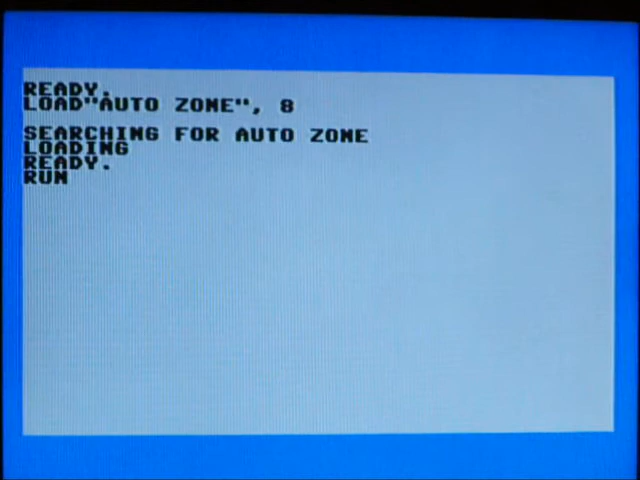 READY.
LOAD"AUTO ZONE", 8
SEARCHING FOR AUTO ZONE
LOADING
READY.
RUN